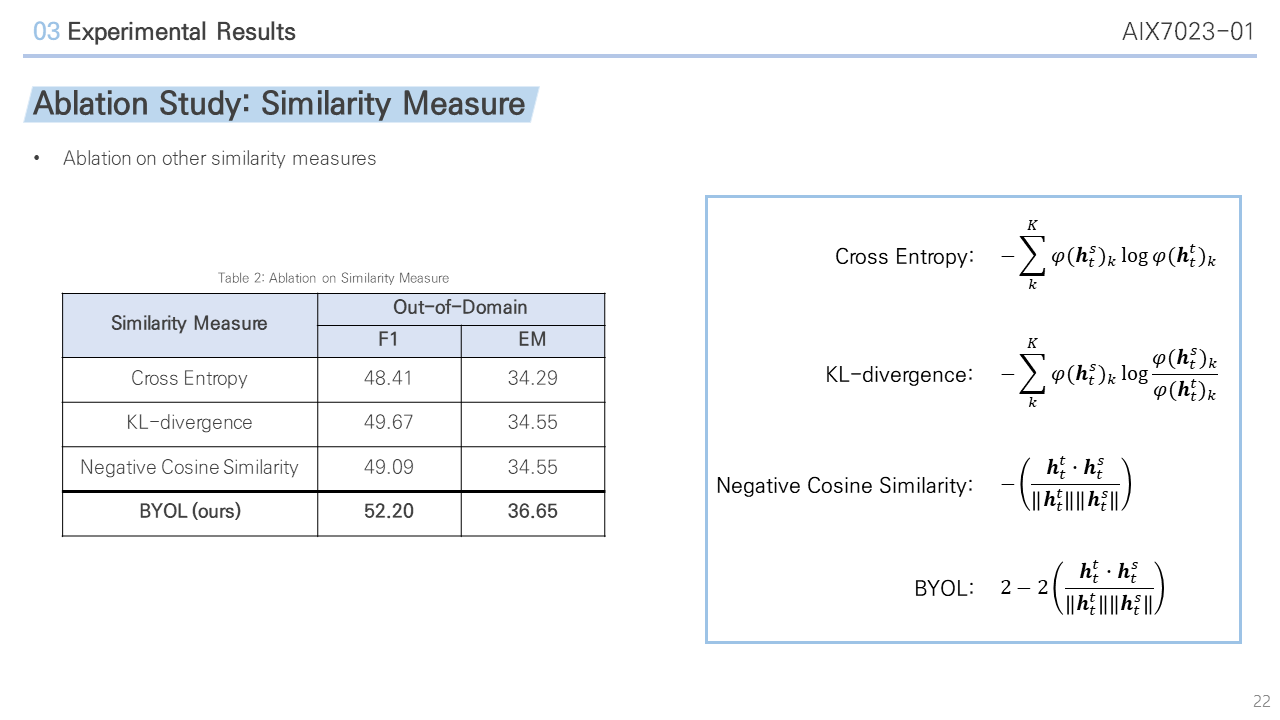 03 Experimental Results
AIX7023-01
Ablation Study: Similarity Measure
• Ablation on other similarity measures
Table 2: Ablation on Similarity Measure
Similarity Measure
Out-of-Domain
F1 EM
Cross Entropy 48.41 34.29
KL-divergence 49.67 34.55
Negative Cosine Similarity 49.09 34.55
BYOL (ours) 52.20 36.65
Cross Entropy: $-\sum_{k}^{K} \varphi(\boldsymbol{h}_t^s)_k \log \varphi(\boldsymbol{h}_t^t)_k$
KL-divergence: $-\sum_{k}^{K} \varphi(\boldsymbol{h}_t^s)_k \log \frac{\varphi(\boldsymbol{h}_t^s)_k}{\varphi(\boldsymbol{h}_t^t)_k}$
Negative Cosine Similarity: $-\left(\frac{\boldsymbol{h}_t^t \cdot \boldsymbol{h}_t^s}{\|\boldsymbol{h}_t^t\| \|\boldsymbol{h}_t^s\|}\right)$
BYOL: $2 - 2\left(\frac{\boldsymbol{h}_t^t \cdot \boldsymbol{h}_t^s}{\|\boldsymbol{h}_t^t\| \|\boldsymbol{h}_t^s\|}\right)$
22